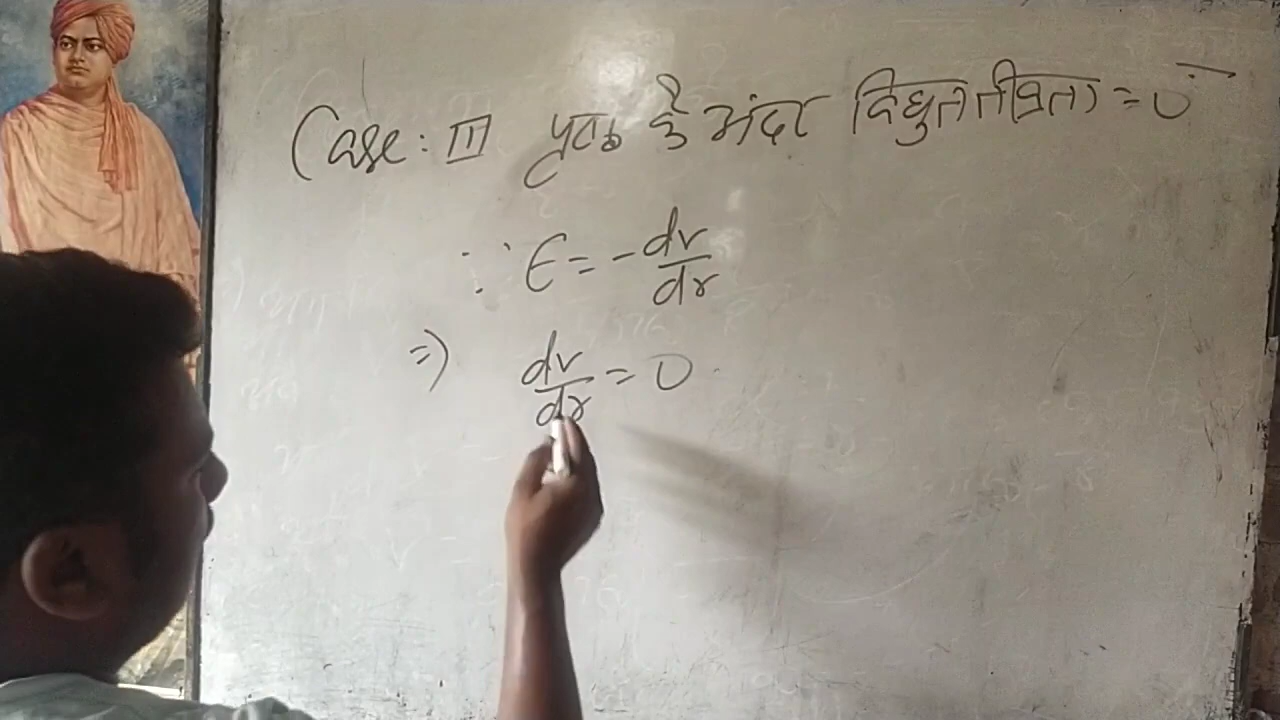 Case : III पृष्ठ के अंदर विधुत तीव्रता = 0
∵ E = - dv/dr
⇒ dv/dr = 0